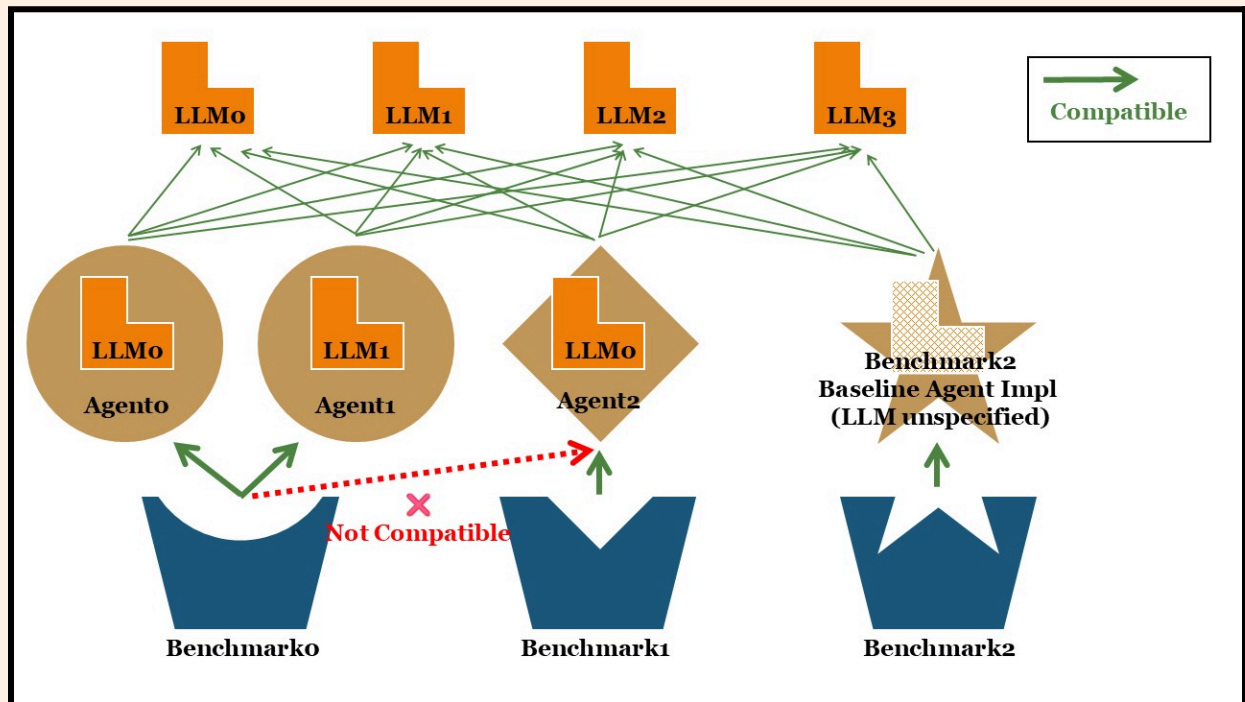 LLM0
LLM1
LLM2
LLM3
Compatible
LLM0
Agent0
LLM1
Agent1
LLM0
Agent2
Benchmark2
Baseline Agent Impl
(LLM unspecified)
Not Compatible
Benchmark0
Benchmark1
Benchmark2